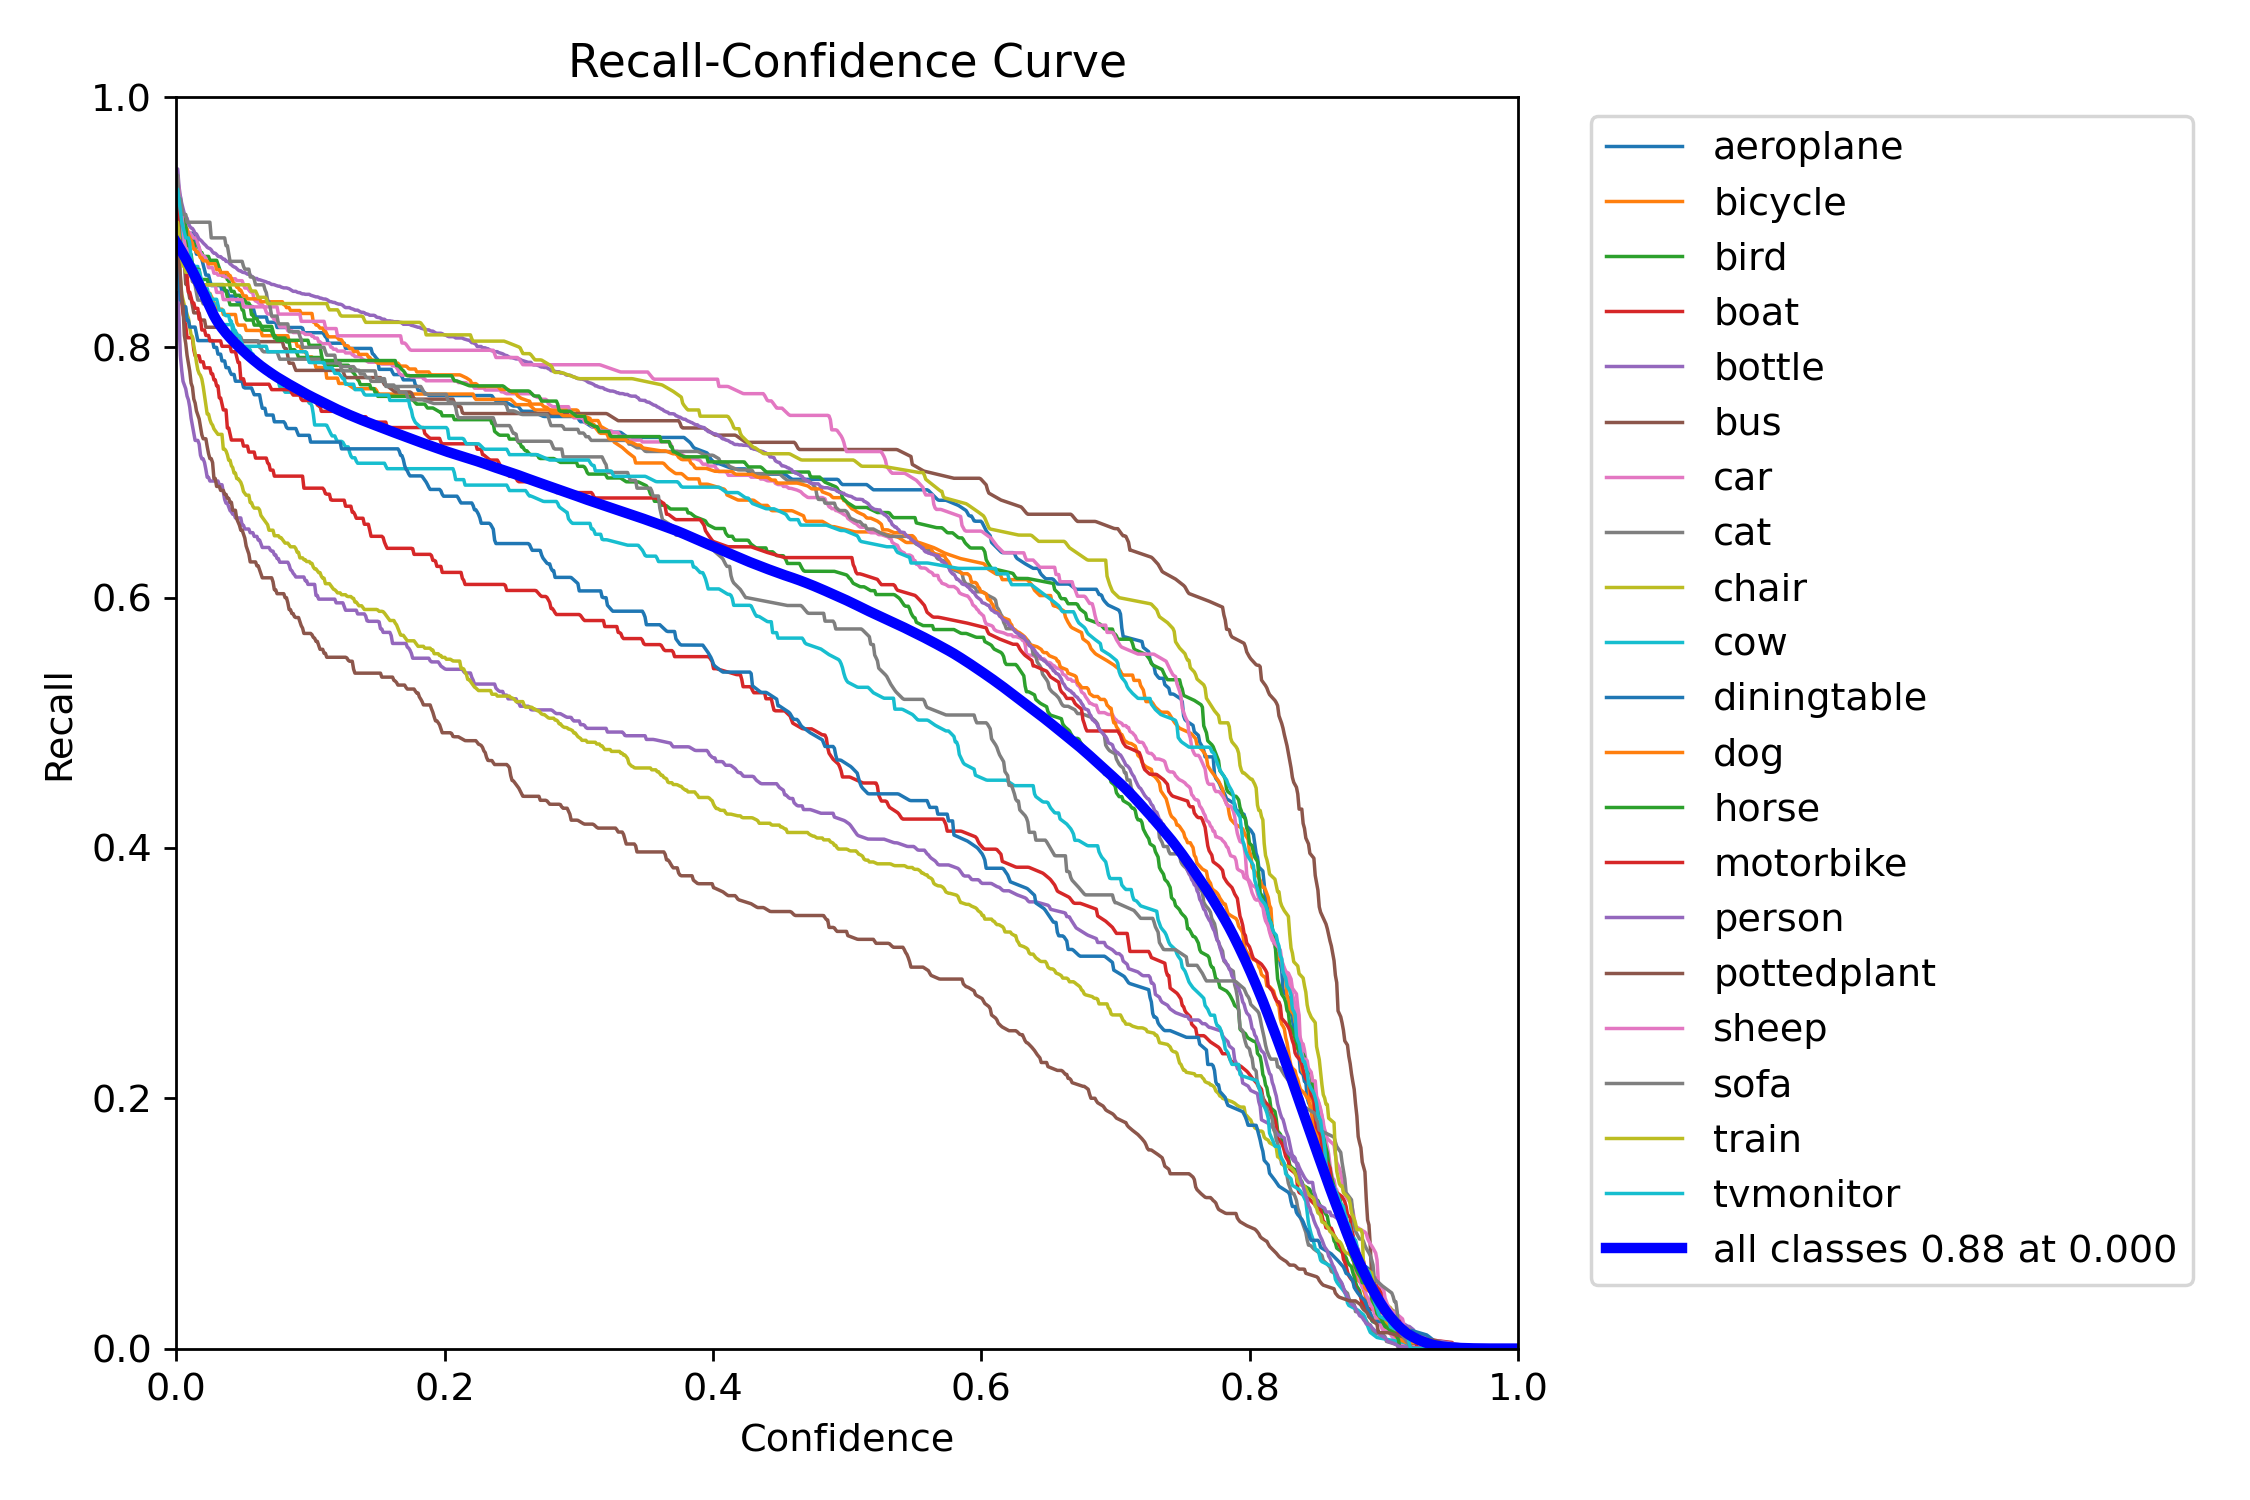 Recall-Confidence Curve
1.0
0.8
0.6
0.4
0.2
0.0
Recall
0.0 0.2 0.4 0.6 0.8 1.0
Confidence
aeroplane
bicycle
bird
boat
bottle
bus
car
cat
chair
cow
diningtable
dog
horse
motorbike
person
pottedplant
sheep
sofa
train
tvmonitor
all classes 0.88 at 0.000